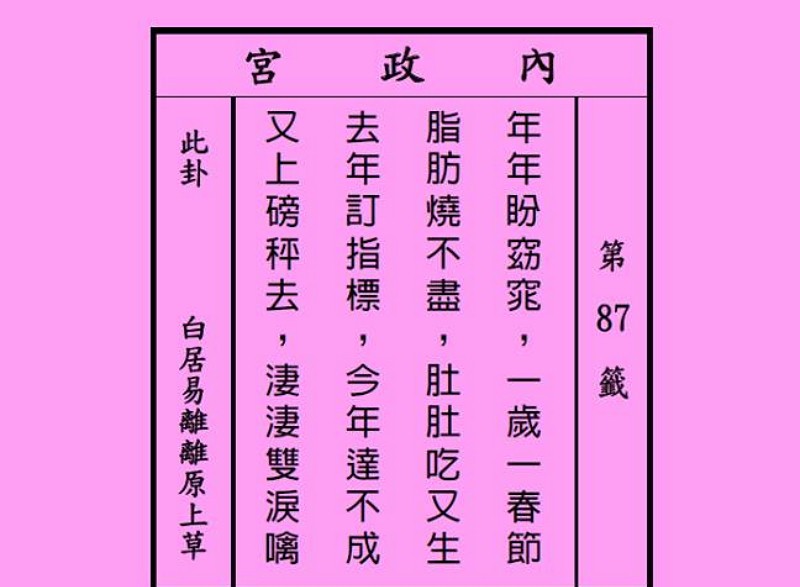 內政宮
第87籤
年年盼窈窕，一歲一春節
脂肪燒不盡，肚肚吃又生
去年訂指標，今年達不成
又上磅秤去，淒淒雙淚噙
此卦　白居易離離原上草